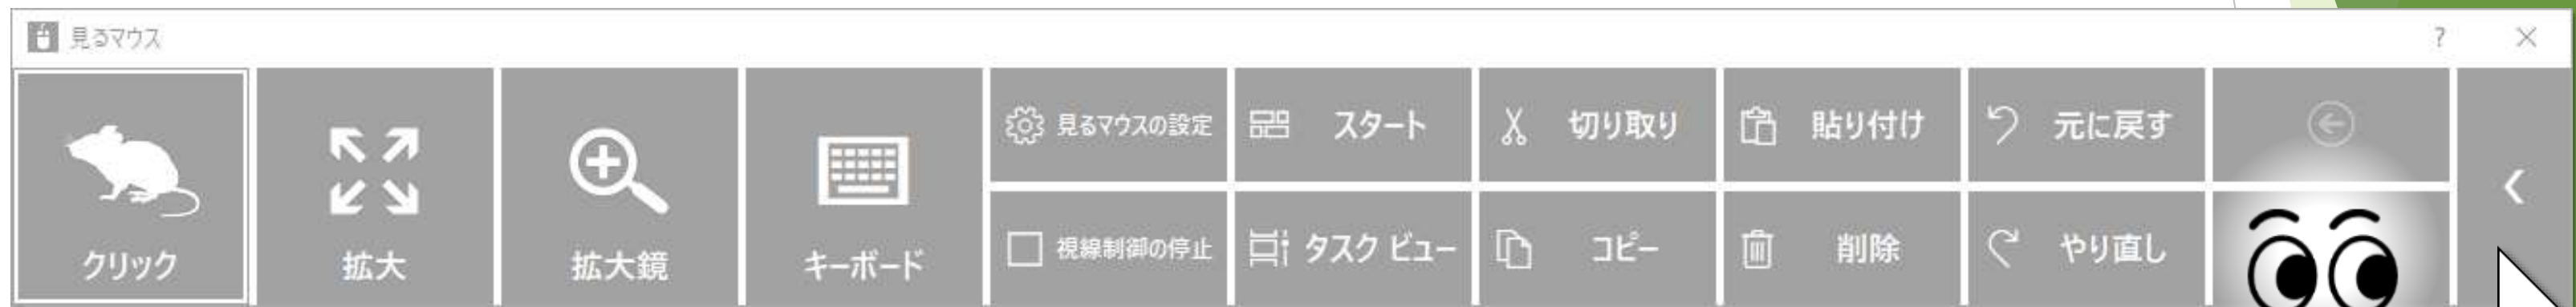 見るマウス
?
クリック
拡大
拡大鏡
キーボード
見るマウスの設定
スタート
切り取り
貼り付け
元に戻す
視線制御の停止
タスク ビュー
コピー
削除
やり直し